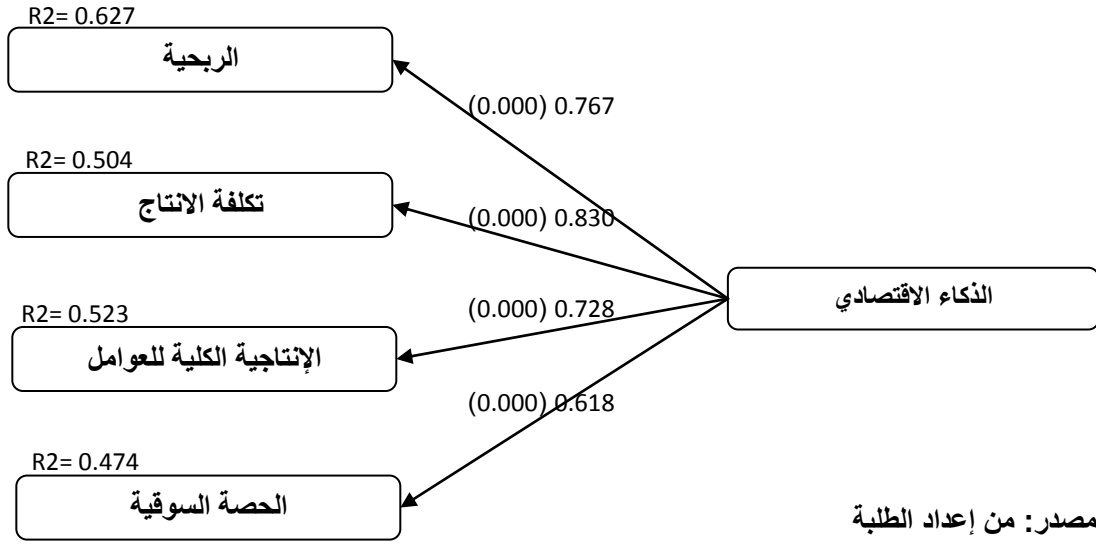 R2= 0.627
الربحية
(0.000) 0.767
R2= 0.504
تكلفة الانتاج
(0.000) 0.830
الذكاء الاقتصادي
R2= 0.523
(0.000) 0.728
الإنتاجية الكلية للعوامل
(0.000) 0.618
R2= 0.474
الحصة السوقية
مصدر: من إعداد الطلبة